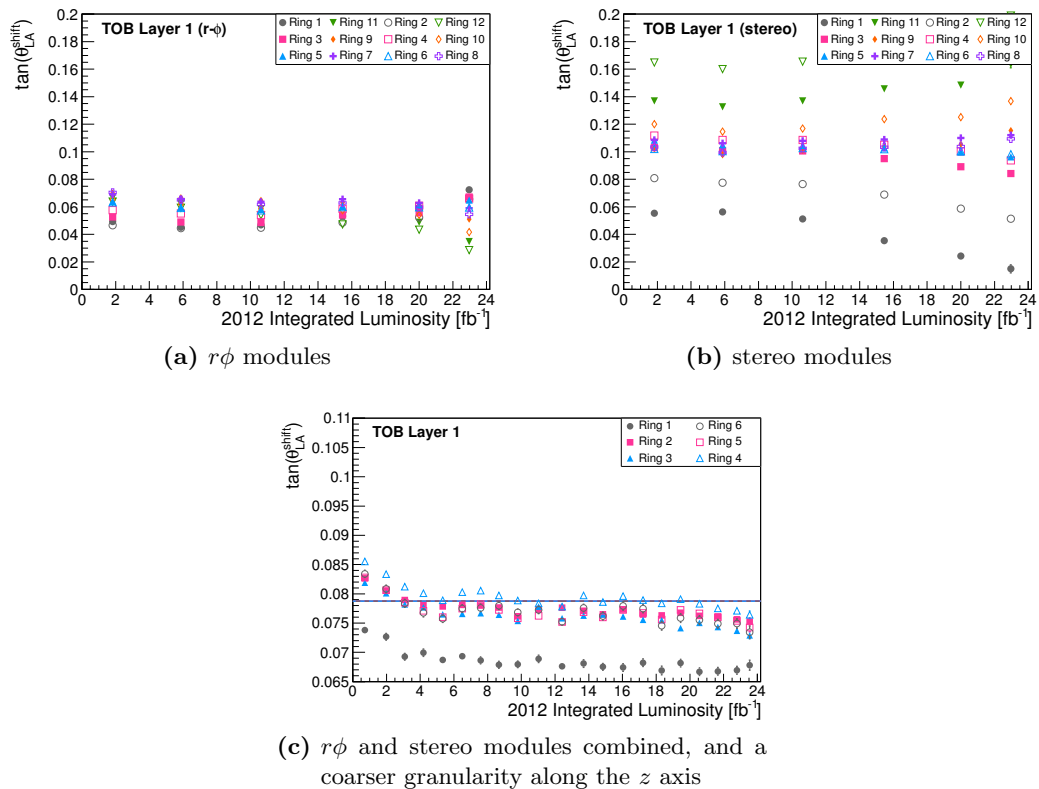 TOB Layer 1 (r-ϕ)
Ring 1 Ring 11 Ring 2 Ring 12
Ring 3 Ring 9 Ring 4 Ring 10
Ring 5 Ring 7 Ring 6 Ring 8
tan(θ_LA^shift)
0.2
0.18
0.16
0.14
0.12
0.1
0.08
0.06
0.04
0.02
0
0 2 4 6 8 10 12 14 16 18 20 22 24
2012 Integrated Luminosity [fb⁻¹]
(a) rϕ modules
TOB Layer 1 (stereo)
Ring 1 Ring 11 Ring 2 Ring 12
Ring 3 Ring 9 Ring 4 Ring 10
Ring 5 Ring 7 Ring 6 Ring 8
tan(θ_LA^shift)
0.2
0.18
0.16
0.14
0.12
0.1
0.08
0.06
0.04
0.02
0
0 2 4 6 8 10 12 14 16 18 20 22 24
2012 Integrated Luminosity [fb⁻¹]
(b) stereo modules
TOB Layer 1
Ring 1 Ring 6
Ring 2 Ring 5
Ring 3 Ring 4
tan(θ_LA^shift)
0.11
0.1
0.095
0.09
0.085
0.08
0.075
0.07
0.065
0 2 4 6 8 10 12 14 16 18 20 22 24
2012 Integrated Luminosity [fb⁻¹]
(c) rϕ and stereo modules combined, and a
coarser granularity along the z axis